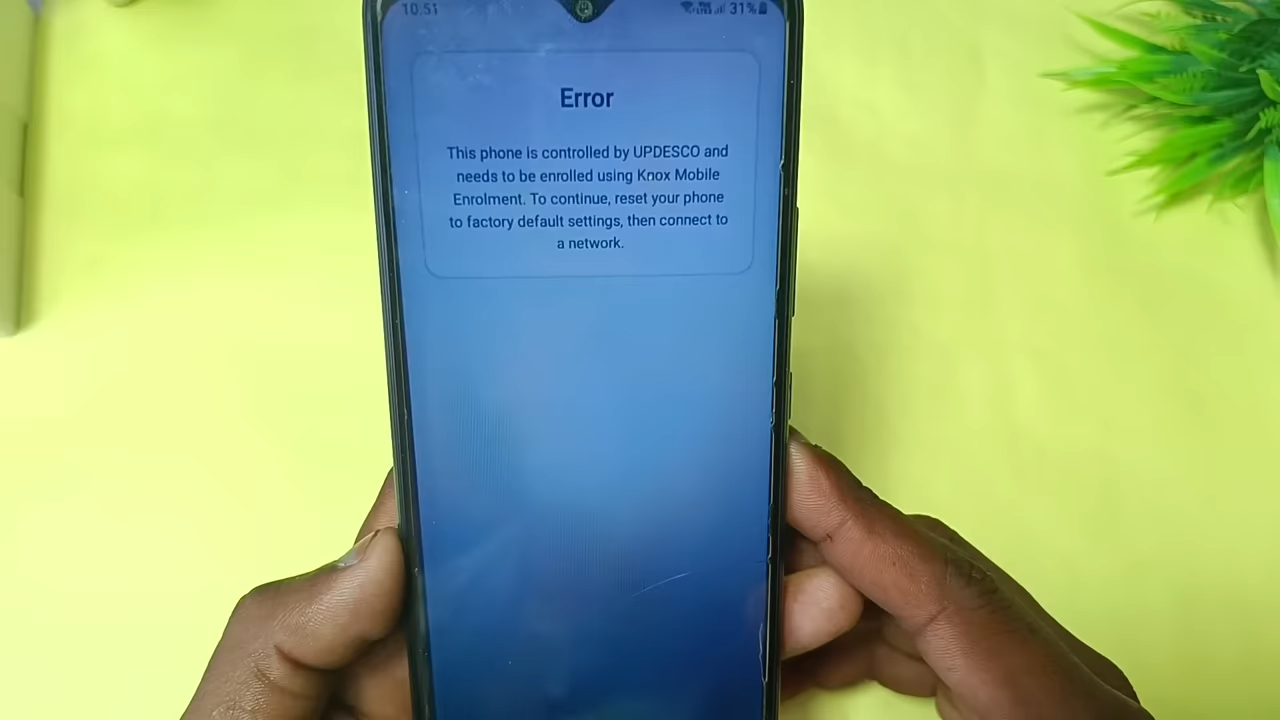 10.51
31%
Error
This phone is controlled by UPDESCO and
needs to be enrolled using Knox Mobile
Enrolment. To continue, reset your phone
to factory default settings, then connect to
a network.